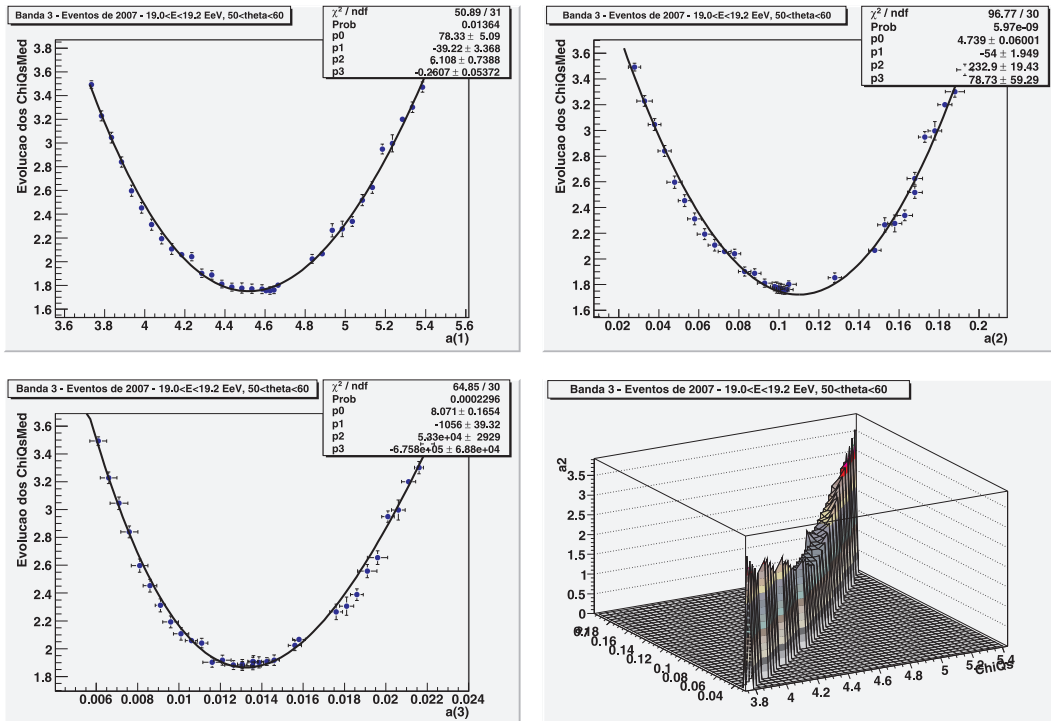 Banda 3 - Eventos de 2007 - 19.0<E<19.2 EeV, 50<theta<60
χ² / ndf 50.89 / 31
Prob 0.01364
p0 78.33 ± 5.09
p1 -39.22 ± 3.368
p2 6.108 ± 0.7388
p3 -0.2607 ± 0.05372
Evolucao dos ChiQsMed
3.8
3.6
3.4
3.2
3
2.8
2.6
2.4
2.2
2
1.8
1.6
3.6 3.8 4 4.2 4.4 4.6 4.8 5 5.2 5.4 5.6
a(1)
Banda 3 - Eventos de 2007 - 19.0<E<19.2 EeV, 50<theta<60
χ² / ndf 96.77 / 30
Prob 5.97e-09
p0 4.739 ± 0.06001
p1 -54 ± 1.949
p2 232.9 ± 19.43
p3 78.73 ± 59.29
Evolucao dos ChiQsMed
3.8
3.6
3.4
3.2
3
2.8
2.6
2.4
2.2
2
1.8
1.6
0.02 0.04 0.06 0.08 0.1 0.12 0.14 0.16 0.18 0.2
a(2)
Banda 3 - Eventos de 2007 - 19.0<E<19.2 EeV, 50<theta<60
χ² / ndf 64.85 / 30
Prob 0.0002296
p0 8.071 ± 0.1654
p1 -1056 ± 39.32
p2 5.33e+04 ± 2929
p3 -6.758e+05 ± 6.88e+04
Evolucao dos ChiQsMed
3.6
3.4
3.2
3
2.8
2.6
2.4
2.2
2
1.8
0.006 0.008 0.01 0.012 0.014 0.016 0.018 0.02 0.022 0.024
a(3)
Banda 3 - Eventos de 2007 - 19.0<E<19.2 EeV, 50<theta<60
a2
3.5
3
2.5
2
1.5
1
0.5
0
0.18
0.16
0.14
0.12
0.1
0.08
0.06
0.04
3.8 4 4.2 4.4 4.6 4.8 5 5.2 5.4
ChiQs